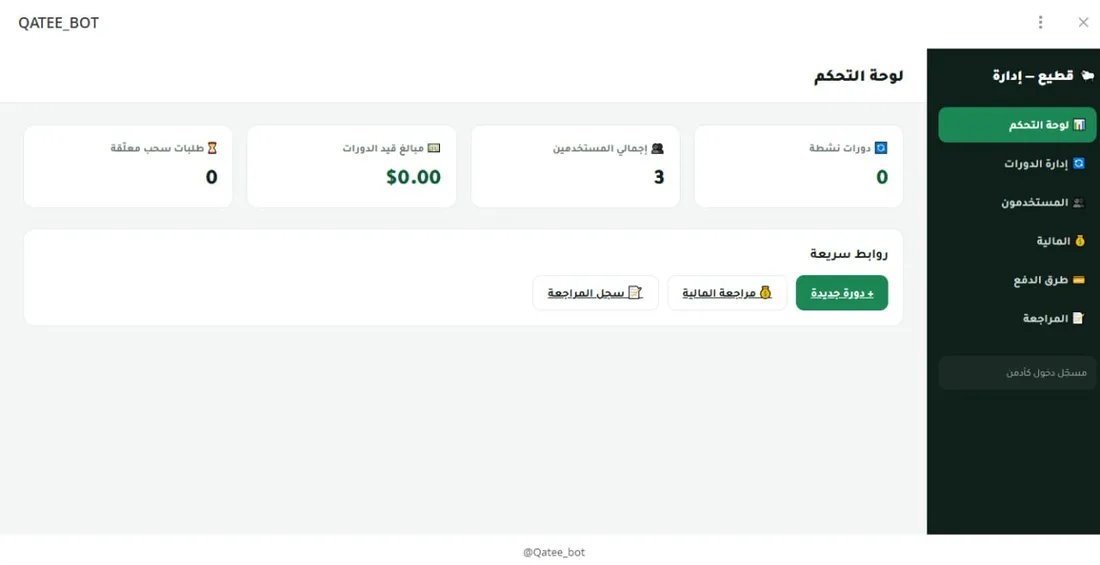 QATEE_BOT
🐑 قطيع – إدارة
📊 لوحة التحكم
🔄 إدارة الدورات
👥 المستخدمون
💰 المالية
💳 طرق الدفع
📝 المراجعة
مسجّل دخول كأدمن
لوحة التحكم
🔄 دورات نشطة
0
👥 إجمالي المستخدمين
3
💵 مبالغ قيد الدورات
$0.00
⏳ طلبات سحب معلّقة
0
روابط سريعة
+ دورة جديدة
💰 مراجعة المالية
📝 سجل المراجعة
@Qatee_bot